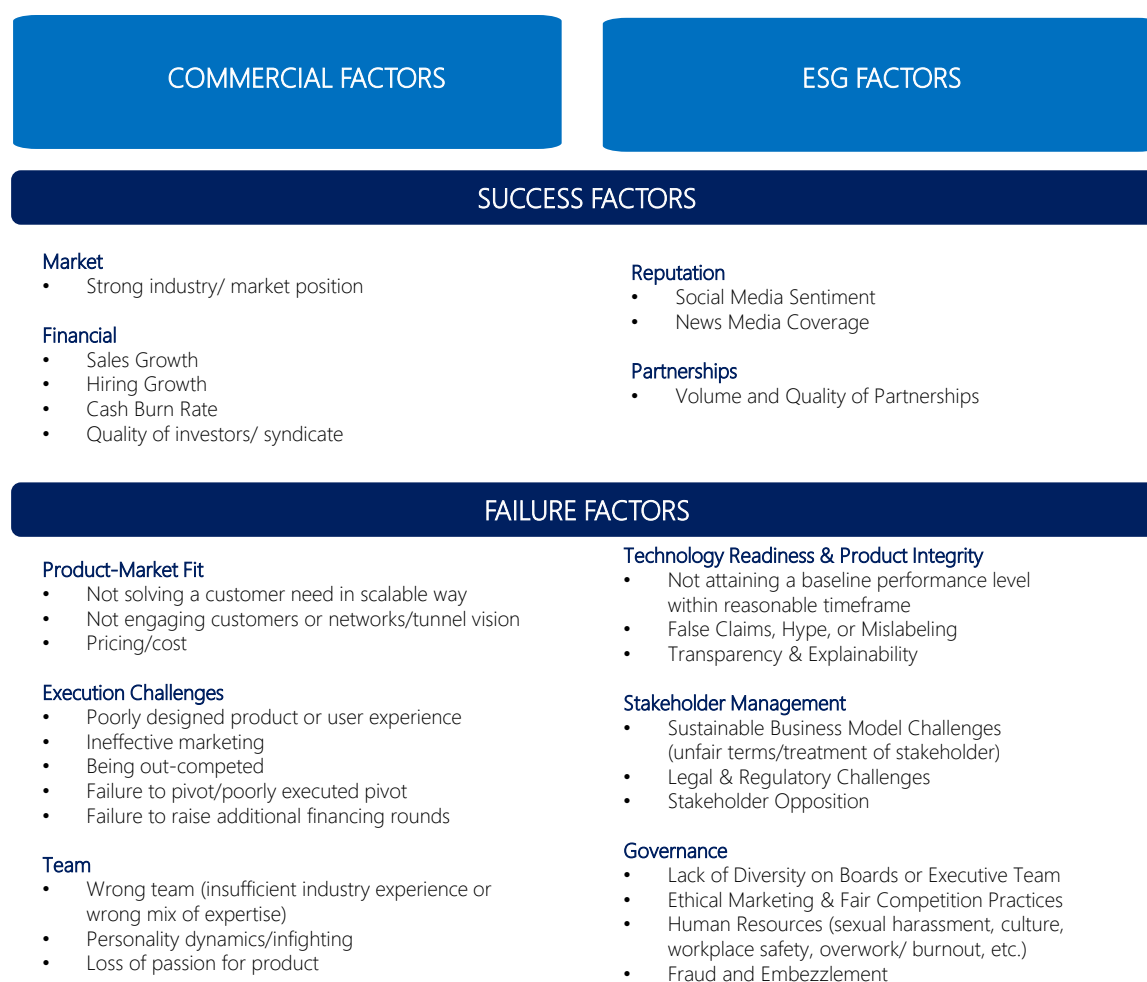 COMMERCIAL FACTORS
ESG FACTORS
SUCCESS FACTORS
Market
• Strong industry/ market position
Financial
• Sales Growth
• Hiring Growth
• Cash Burn Rate
• Quality of investors/ syndicate
Reputation
• Social Media Sentiment
• News Media Coverage
Partnerships
• Volume and Quality of Partnerships
FAILURE FACTORS
Product-Market Fit
• Not solving a customer need in scalable way
• Not engaging customers or networks/tunnel vision
• Pricing/cost
Execution Challenges
• Poorly designed product or user experience
• Ineffective marketing
• Being out-competed
• Failure to pivot/poorly executed pivot
• Failure to raise additional financing rounds
Team
• Wrong team (insufficient industry experience or
wrong mix of expertise)
• Personality dynamics/infighting
• Loss of passion for product
Technology Readiness & Product Integrity
• Not attaining a baseline performance level
within reasonable timeframe
• False Claims, Hype, or Mislabeling
• Transparency & Explainability
Stakeholder Management
• Sustainable Business Model Challenges
(unfair terms/treatment of stakeholder)
• Legal & Regulatory Challenges
• Stakeholder Opposition
Governance
• Lack of Diversity on Boards or Executive Team
• Ethical Marketing & Fair Competition Practices
• Human Resources (sexual harassment, culture,
workplace safety, overwork/ burnout, etc.)
• Fraud and Embezzlement